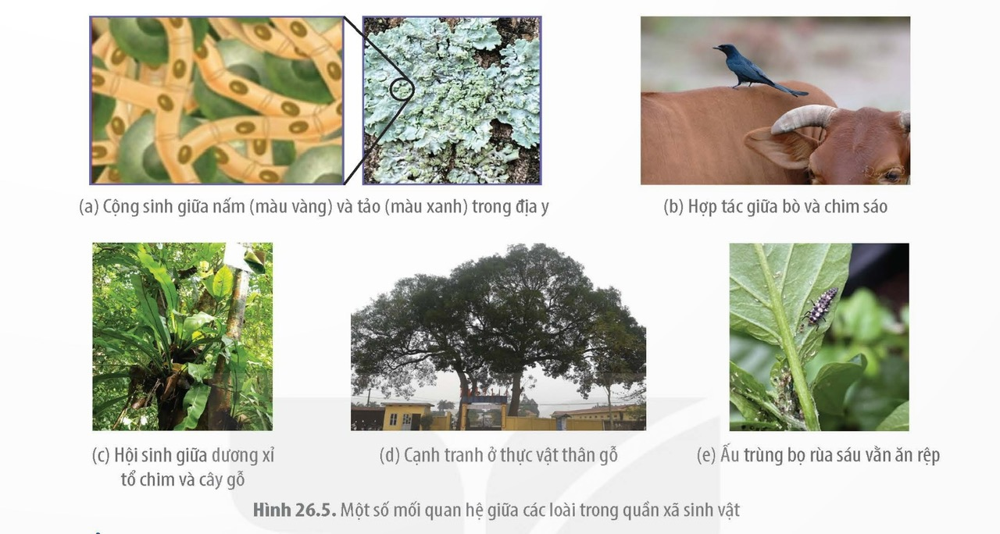 (a) Cộng sinh giữa nấm (màu vàng) và tảo (màu xanh) trong địa y
(b) Hợp tác giữa bò và chim sáo
(c) Hội sinh giữa dương xỉ
tổ chim và cây gỗ
(d) Cạnh tranh ở thực vật thân gỗ
(e) Ấu trùng bọ rùa sáu vằn ăn rệp
Hình 26.5. Một số mối quan hệ giữa các loài trong quần xã sinh vật